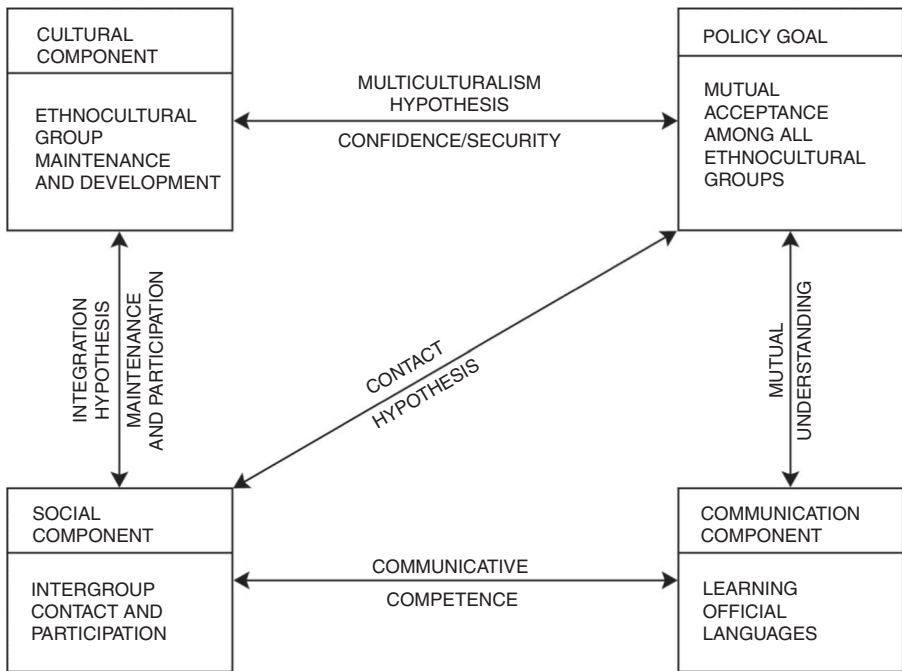 CULTURAL
COMPONENT
ETHNOCULTURAL
GROUP
MAINTENANCE
AND DEVELOPMENT
MULTICULTURALISM
HYPOTHESIS
CONFIDENCE/SECURITY
POLICY GOAL
MUTUAL
ACCEPTANCE
AMONG ALL
ETHNOCULTURAL
GROUPS
INTEGRATION
HYPOTHESIS
MAINTENANCE
AND PARTICIPATION
CONTACT
HYPOTHESIS
MUTUAL
UNDERSTANDING
SOCIAL
COMPONENT
INTERGROUP
CONTACT AND
PARTICIPATION
COMMUNICATIVE
COMPETENCE
COMMUNICATION
COMPONENT
LEARNING
OFFICIAL
LANGUAGES